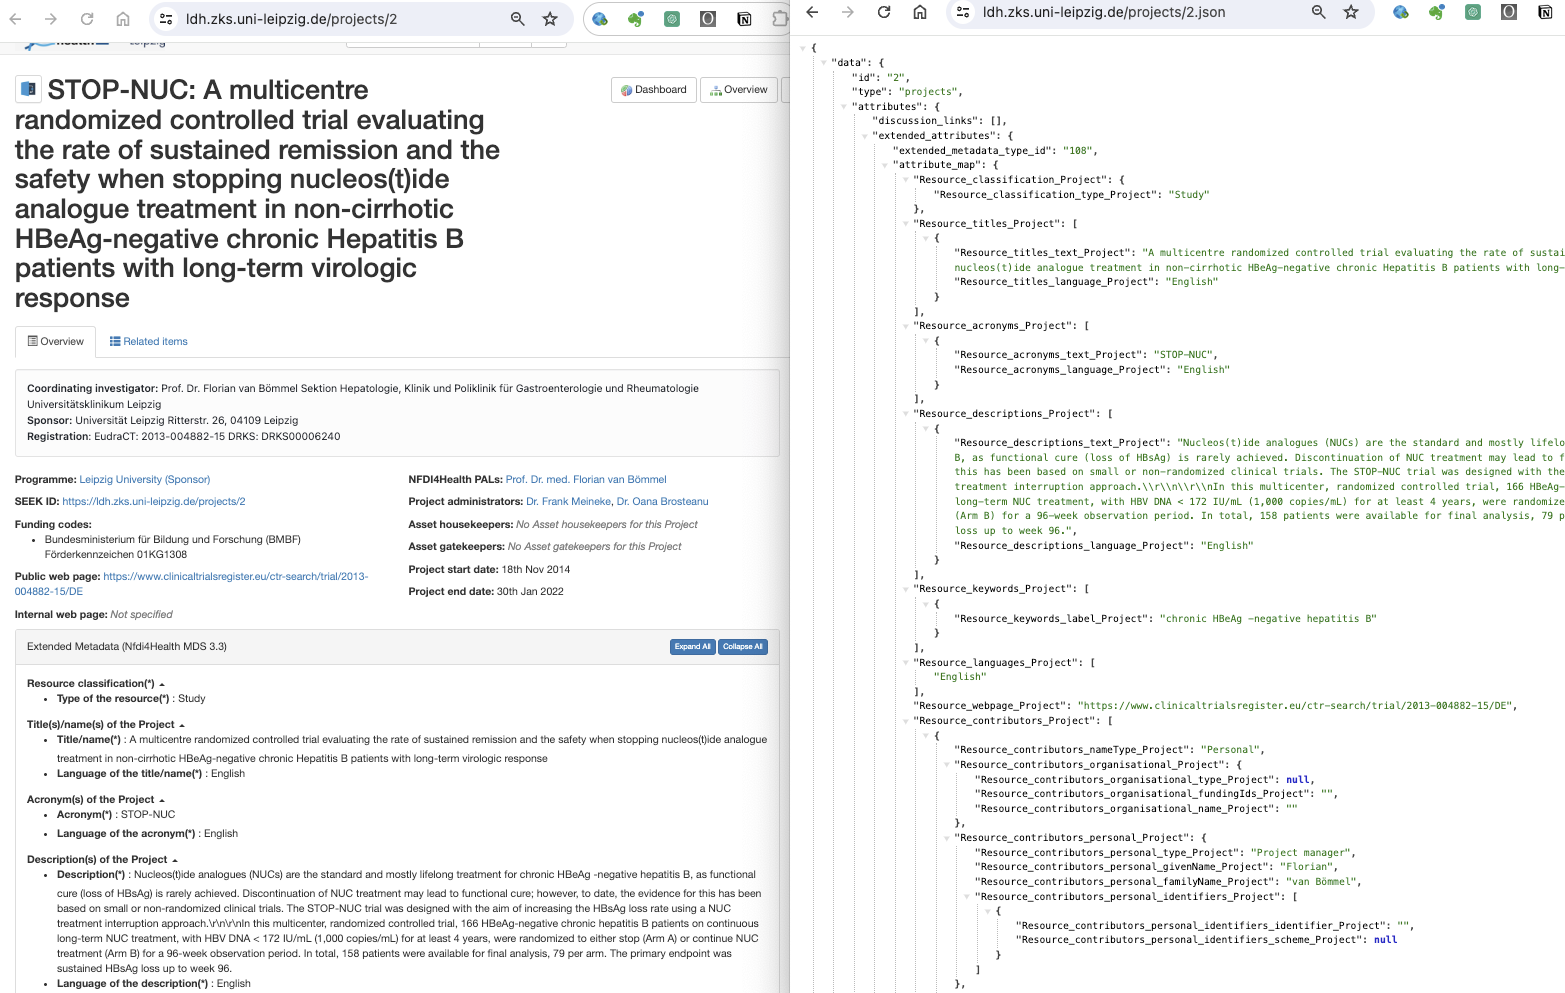 ldh.zks.uni-leipzig.de/projects/2
Leipzig
STOP-NUC: A multicentre
randomized controlled trial evaluating
the rate of sustained remission and the
safety when stopping nucleos(t)ide
analogue treatment in non-cirrhotic
HBeAg-negative chronic Hepatitis B
patients with long-term virologic
response
Dashboard
Overview
Overview
Related items
Coordinating investigator: Prof. Dr. Florian van Bömmel Sektion Hepatologie, Klinik und Poliklinik für Gastroenterologie und Rheumatologie
Universitätsklinikum Leipzig
Sponsor: Universität Leipzig Ritterstr. 26, 04109 Leipzig
Registration: EudraCT: 2013-004882-15 DRKS: DRKS00006240
Programme: Leipzig University (Sponsor)
SEEK ID: https://ldh.zks.uni-leipzig.de/projects/2
Funding codes:
• Bundesministerium für Bildung und Forschung (BMBF)
Förderkennzeichen 01KG1308
Public web page: https://www.clinicaltrialsregister.eu/ctr-search/trial/2013-
004882-15/DE
Internal web page: Not specified
NFDI4Health PALs: Prof. Dr. med. Florian van Bömmel
Project administrators: Dr. Frank Meineke, Dr. Oana Brosteanu
Asset housekeepers: No Asset housekeepers for this Project
Asset gatekeepers: No Asset gatekeepers for this Project
Project start date: 18th Nov 2014
Project end date: 30th Jan 2022
Extended Metadata (Nfdi4Health MDS 3.3)
Expand All
Collapse All
Resource classification(*)
• Type of the resource(*) : Study
Title(s)/name(s) of the Project
• Title/name(*) : A multicentre randomized controlled trial evaluating the rate of sustained remission and the safety when stopping nucleos(t)ide analogue
treatment in non-cirrhotic HBeAg-negative chronic Hepatitis B patients with long-term virologic response
• Language of the title/name(*) : English
Acronym(s) of the Project
• Acronym(*) : STOP-NUC
• Language of the acronym(*) : English
Description(s) of the Project
• Description(*) : Nucleos(t)ide analogues (NUCs) are the standard and mostly lifelong treatment for chronic HBeAg -negative hepatitis B, as functional
cure (loss of HBsAg) is rarely achieved. Discontinuation of NUC treatment may lead to functional cure; however, to date, the evidence for this has been
based on small or non-randomized clinical trials. The STOP-NUC trial was designed with the aim of increasing the HBsAg loss rate using a NUC
treatment interruption approach.\r\n\r\nIn this multicenter, randomized controlled trial, 166 HBeAg-negative chronic hepatitis B patients on continuous
long-term NUC treatment, with HBV DNA < 172 IU/mL (1,000 copies/mL) for at least 4 years, were randomized to either stop (Arm A) or continue NUC
treatment (Arm B) for a 96-week observation period. In total, 158 patients were available for final analysis, 79 per arm. The primary endpoint was
sustained HBsAg loss up to week 96.
• Language of the description(*) : English
ldh.zks.uni-leipzig.de/projects/2.json
{
"data": {
"id": "2",
"type": "projects",
"attributes": {
"discussion_links": [],
"extended_attributes": {
"extended_metadata_type_id": "108",
"attribute_map": {
"Resource_classification_Project": {
"Resource_classification_type_Project": "Study"
},
"Resource_titles_Project": [
{
"Resource_titles_text_Project": "A multicentre randomized controlled trial evaluating the rate of sustai
nucleos(t)ide analogue treatment in non-cirrhotic HBeAg-negative chronic Hepatitis B patients with long-
"Resource_titles_language_Project": "English"
}
],
"Resource_acronyms_Project": [
{
"Resource_acronyms_text_Project": "STOP-NUC",
"Resource_acronyms_language_Project": "English"
}
],
"Resource_descriptions_Project": [
{
"Resource_descriptions_text_Project": "Nucleos(t)ide analogues (NUCs) are the standard and mostly lifelo
B, as functional cure (loss of HBsAg) is rarely achieved. Discontinuation of NUC treatment may lead to f
this has been based on small or non-randomized clinical trials. The STOP-NUC trial was designed with the
treatment interruption approach.\\r\\n\\r\\nIn this multicenter, randomized controlled trial, 166 HBeAg-
long-term NUC treatment, with HBV DNA < 172 IU/mL (1,000 copies/mL) for at least 4 years, were randomize
(Arm B) for a 96-week observation period. In total, 158 patients were available for final analysis, 79 p
loss up to week 96.",
"Resource_descriptions_language_Project": "English"
}
],
"Resource_keywords_Project": [
{
"Resource_keywords_label_Project": "chronic HBeAg -negative hepatitis B"
}
],
"Resource_languages_Project": [
"English"
],
"Resource_webpage_Project": "https://www.clinicaltrialsregister.eu/ctr-search/trial/2013-004882-15/DE",
"Resource_contributors_Project": [
{
"Resource_contributors_nameType_Project": "Personal",
"Resource_contributors_organisational_Project": {
"Resource_contributors_organisational_type_Project": null,
"Resource_contributors_organisational_fundingIds_Project": "",
"Resource_contributors_organisational_name_Project": ""
},
"Resource_contributors_personal_Project": {
"Resource_contributors_personal_type_Project": "Project manager",
"Resource_contributors_personal_givenName_Project": "Florian",
"Resource_contributors_personal_familyName_Project": "van Bömmel",
"Resource_contributors_personal_identifiers_Project": [
{
"Resource_contributors_personal_identifiers_identifier_Project": "",
"Resource_contributors_personal_identifiers_scheme_Project": null
}
]
},